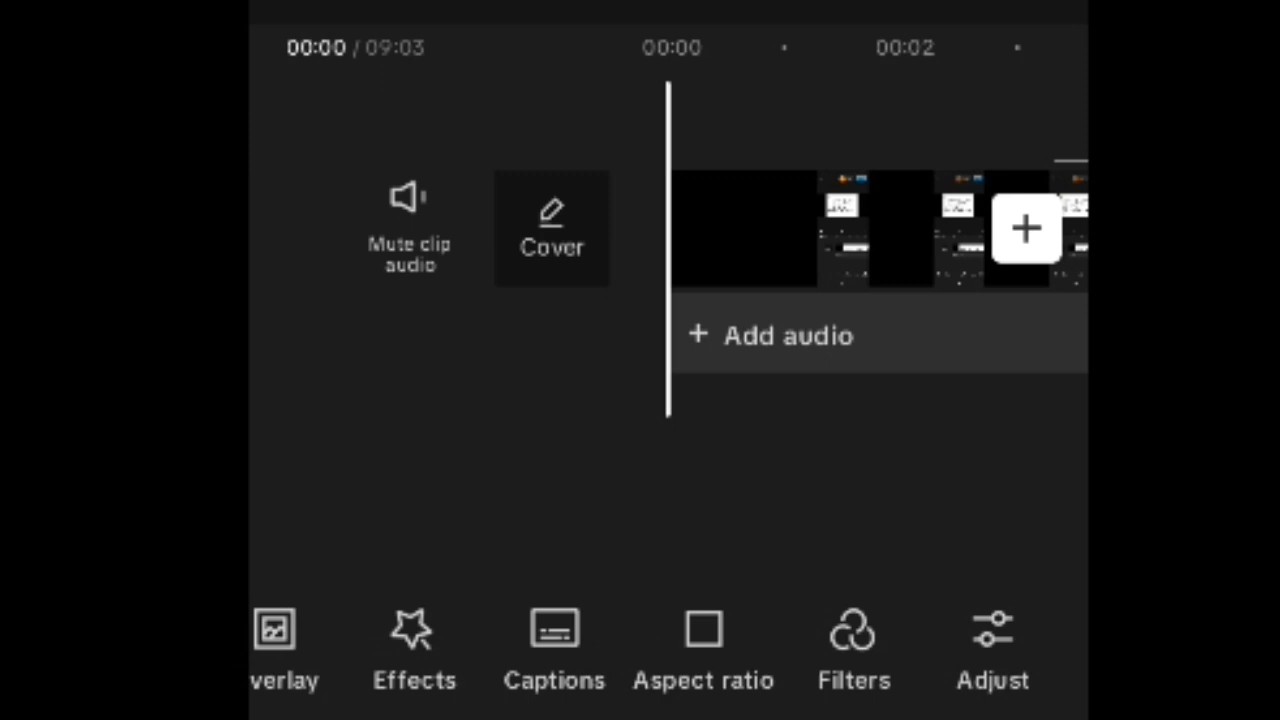 00:00 / 09:03 00:00 00:02
Mute clip
audio
Cover
Add audio
verlay Effects Captions Aspect ratio Filters Adjust